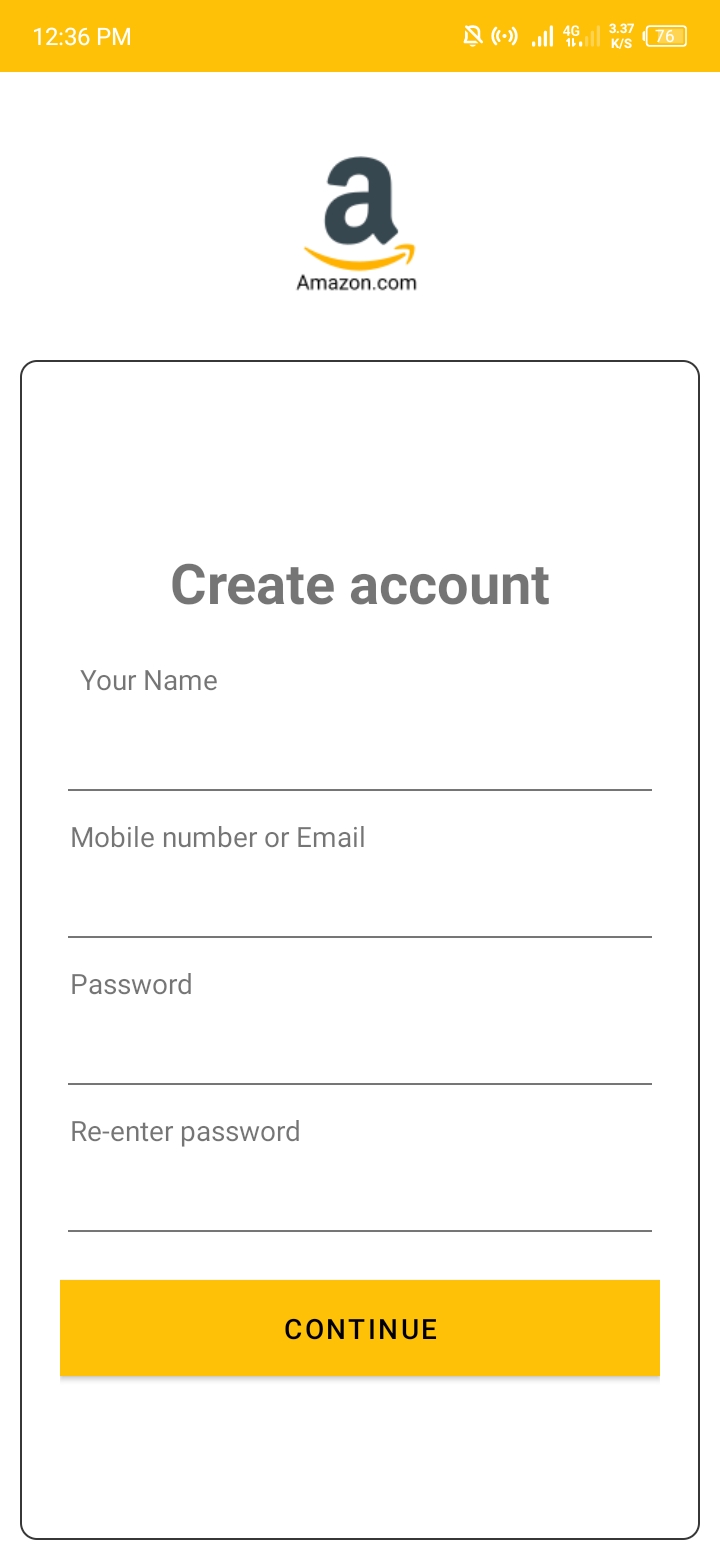 12:36 PM 4G 3.37 K/S 76
a
Amazon.com
Create account
Your Name
Mobile number or Email
Password
Re-enter password
CONTINUE